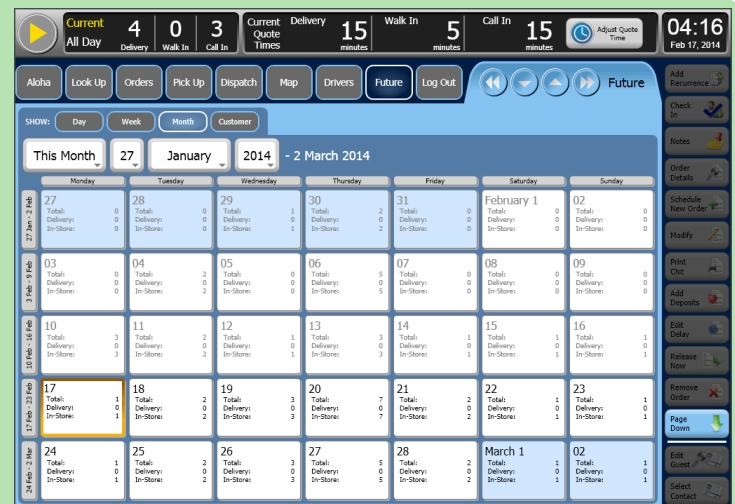 Current
All Day
4
Delivery
0
Walk In
3
Call In
Current Quote Times
Delivery 15 minutes
Walk In 5 minutes
Call In 15 minutes
Adjust Quote Time
04:16
Feb 17, 2014
Aloha Look Up Orders Pick Up Dispatch Map Drivers Future Log Out Future
SHOW: Day Week Month Customer
This Month 27 January 2014 - 2 March 2014
Monday Tuesday Wednesday Thursday Friday Saturday Sunday
27 Jan - 2 Feb
27 28 29 30 31 February 1 02
Total: 0 Total: 0 Total: 1 Total: 2 Total: 0 Total: 0 Total: 0
Delivery: 0 Delivery: 0 Delivery: 0 Delivery: 0 Delivery: 0 Delivery: 0 Delivery: 0
In-Store: 0 In-Store: 0 In-Store: 1 In-Store: 2 In-Store: 0 In-Store: 0 In-Store: 0
3 Feb - 9 Feb
03 04 05 06 07 08 09
Total: 0 Total: 2 Total: 0 Total: 5 Total: 0 Total: 0 Total: 0
Delivery: 0 Delivery: 0 Delivery: 0 Delivery: 0 Delivery: 0 Delivery: 0 Delivery: 0
In-Store: 0 In-Store: 2 In-Store: 0 In-Store: 5 In-Store: 0 In-Store: 0 In-Store: 0
10 Feb - 16 Feb
10 11 12 13 14 15 16
Total: 3 Total: 2 Total: 1 Total: 3 Total: 1 Total: 1 Total: 1
Delivery: 0 Delivery: 0 Delivery: 0 Delivery: 0 Delivery: 0 Delivery: 0 Delivery: 0
In-Store: 3 In-Store: 2 In-Store: 1 In-Store: 3 In-Store: 1 In-Store: 1 In-Store: 1
17 Feb - 23 Feb
17 18 19 20 21 22 23
Total: 1 Total: 2 Total: 3 Total: 7 Total: 2 Total: 1 Total: 1
Delivery: 0 Delivery: 0 Delivery: 0 Delivery: 0 Delivery: 0 Delivery: 0 Delivery: 0
In-Store: 1 In-Store: 2 In-Store: 3 In-Store: 7 In-Store: 2 In-Store: 1 In-Store: 1
24 Feb - 2 Mar
24 25 26 27 28 March 1 02
Total: 1 Total: 2 Total: 3 Total: 5 Total: 2 Total: 1 Total: 1
Delivery: 0 Delivery: 0 Delivery: 0 Delivery: 0 Delivery: 0 Delivery: 0 Delivery: 0
In-Store: 1 In-Store: 2 In-Store: 3 In-Store: 5 In-Store: 2 In-Store: 1 In-Store: 1
Add
Recurrence
Check
In
Notes
Order
Details
Schedule
New Order
Modify
Print
Chit
Add
Deposits
Edit
Delay
Release
Now
Remove
Order
Page
Down
Edit
Guest
Select
Contact